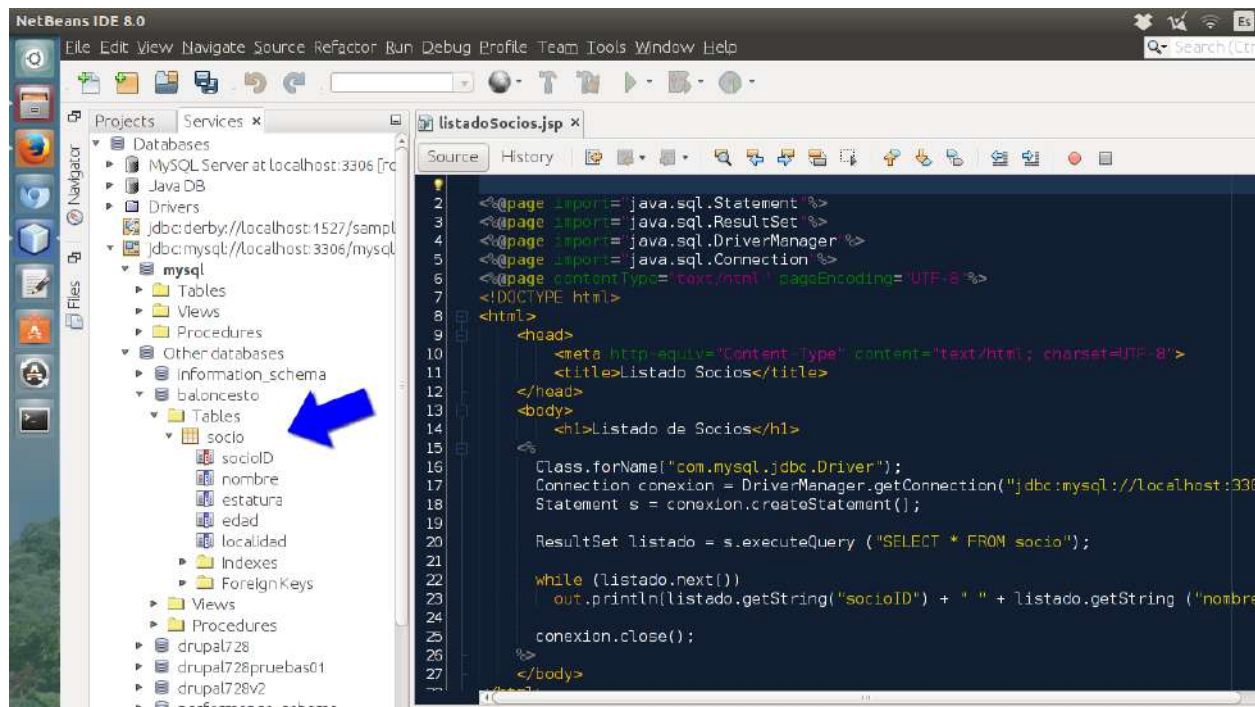 NetBeans IDE 8.0
Es
File Edit View Navigate Source Refactor Run Debug Profile Team Tools Window Help
Search (Ct
Navigator
Files
Projects Services
Databases
MySQL Server at localhost:3306 [ro
Java DB
Drivers
jdbc:derby://localhost:1527/sampl
jdbc:mysql://localhost:3306/mysql
mysql
Tables
Views
Procedures
Other databases
information_schema
baloncesto
Tables
socio
socioID
nombre
estatura
edad
localidad
Indexes
Foreign Keys
Views
Procedures
drupal728
drupal728pruebas01
drupal728v2
performance_schema
listadoSocios.jsp
Source History
2 <%@page import="java.sql.Statement"%>
3 <%@page import="java.sql.ResultSet"%>
4 <%@page import="java.sql.DriverManager"%>
5 <%@page import="java.sql.Connection"%>
6 <%@page contentType="text/html" pageEncoding="UTF-8"%>
7 <!DOCTYPE html>
8 <html>
9 <head>
10 <meta http-equiv="Content-Type" content="text/html; charset=UTF-8">
11 <title>Listado Socios</title>
12 </head>
13 <body>
14 <h1>Listado de Socios</h1>
15 <%
16 Class.forName("com.mysql.jdbc.Driver");
17 Connection conexion = DriverManager.getConnection("jdbc:mysql://localhost:330
18 Statement s = conexion.createStatement();
19
20 ResultSet listado = s.executeQuery ("SELECT * FROM socio");
21
22 while (listado.next())
23 out.println(listado.getString("socioID") + " " + listado.getString ("nombre
24
25 conexion.close();
26 %>
27 </body>
</html>